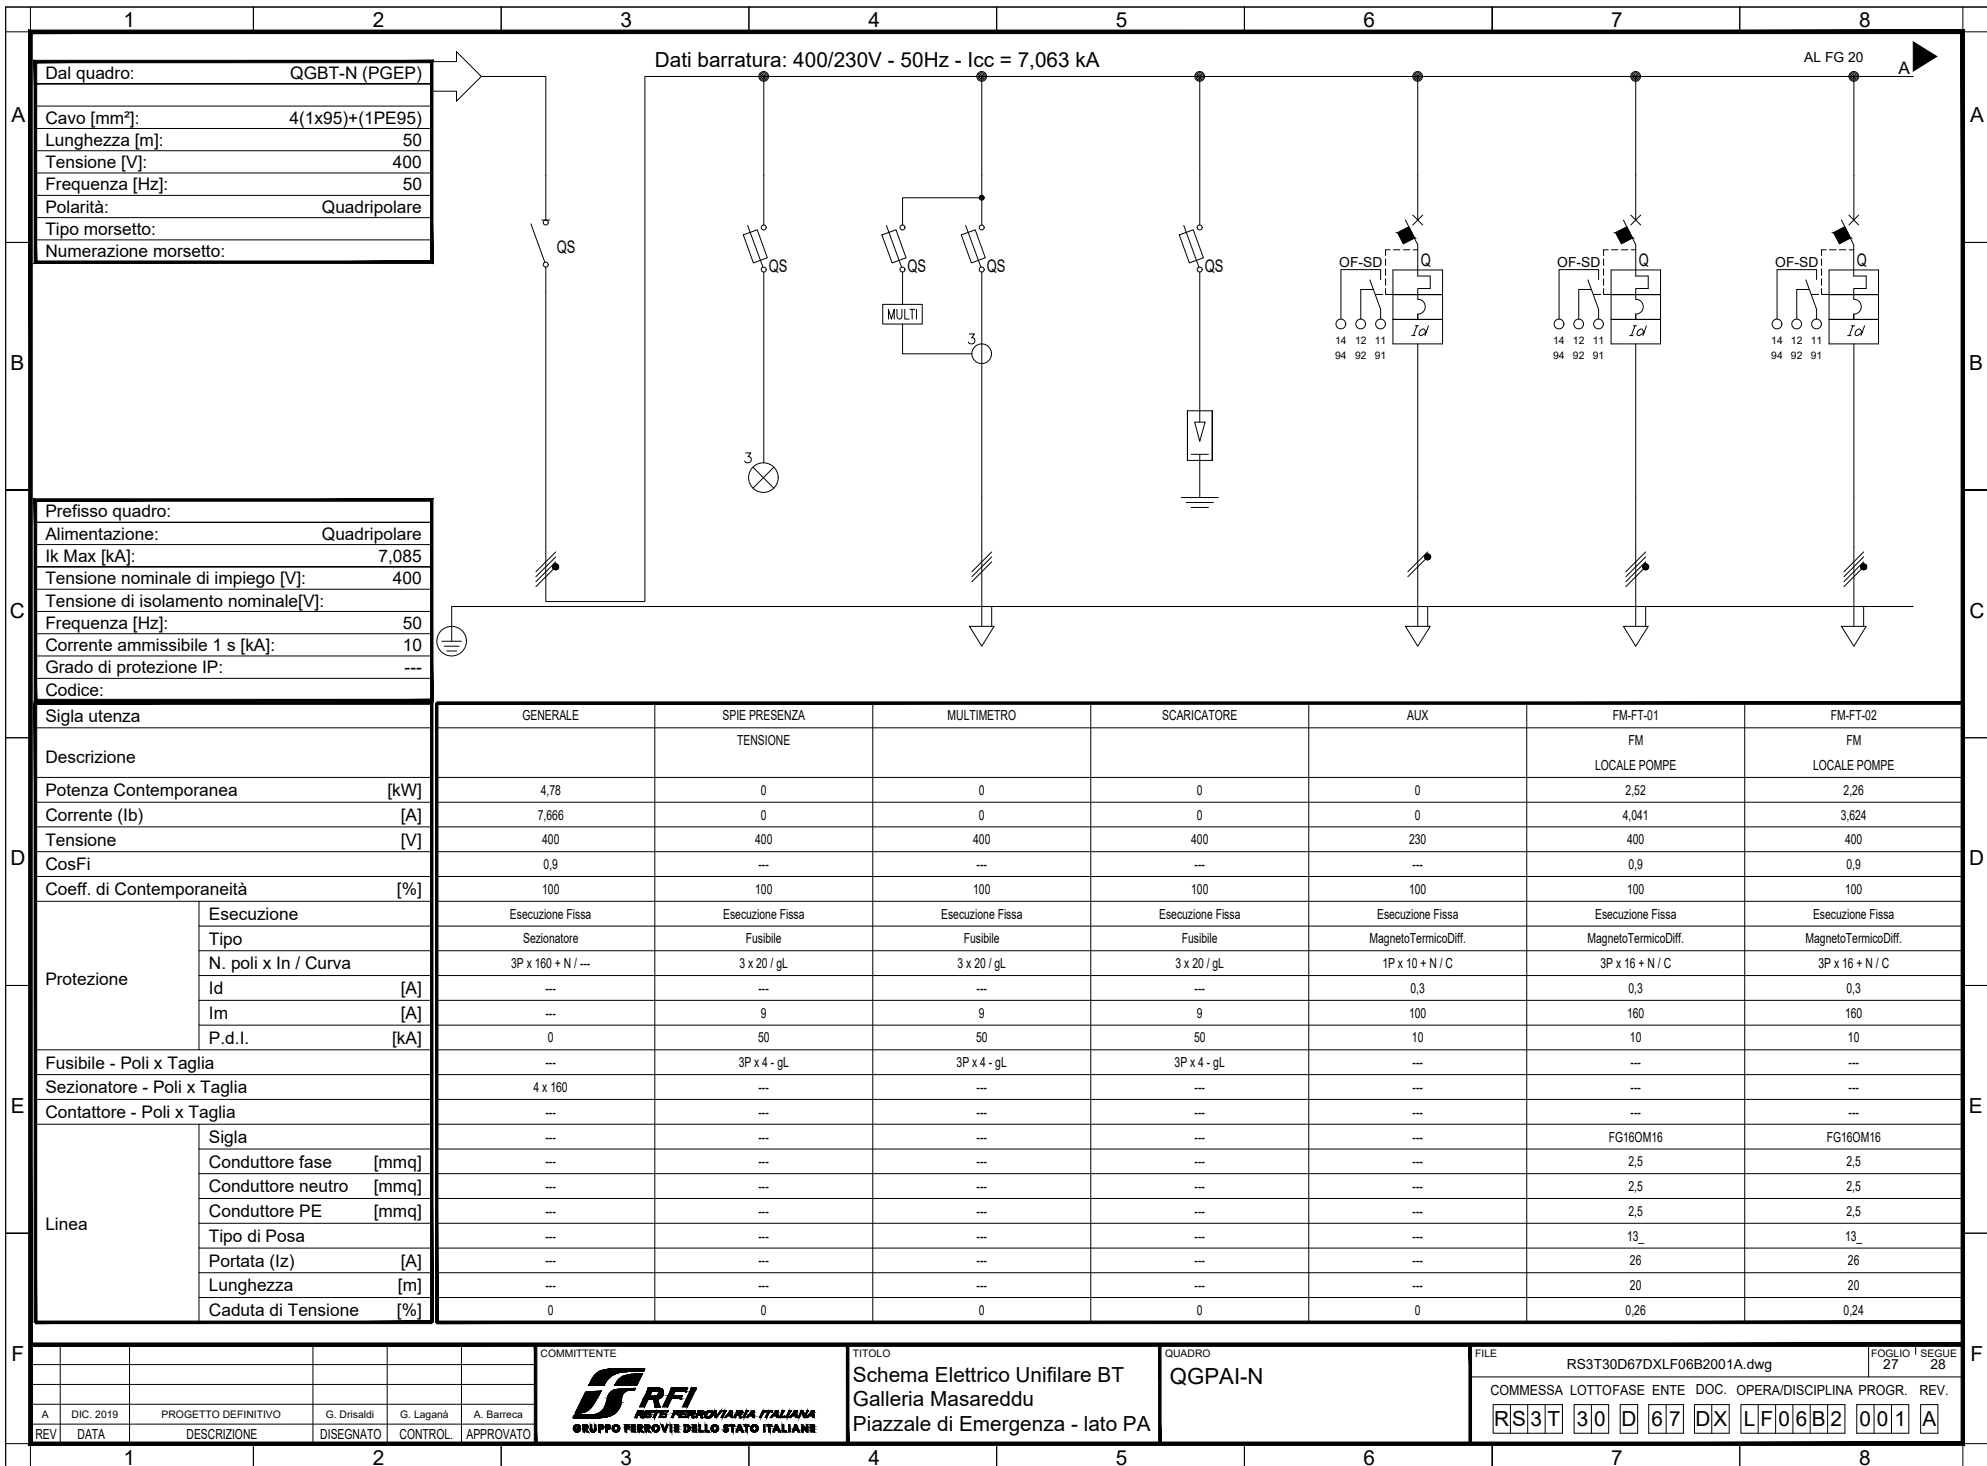 1 2 3 4 5 6 7 8
Dati barratura: 400/230V - 50Hz - Icc = 7,063 kA
AL FG 20
A
Dal quadro: QGBT-N (PGEP)
Cavo [mm²]: 4(1x95)+(1PE95)
Lunghezza [m]: 50
Tensione [V]: 400
Frequenza [Hz]: 50
Polarità: Quadripolare
Tipo morsetto:
Numerazione morsetto:
A A
QS
QS
QS QS
QS
OF-SD Q
OF-SD Q
OF-SD Q
MULTI
3
Id
Id
Id
14 12 11
94 92 91
14 12 11
94 92 91
14 12 11
94 92 91
B B
3
Prefisso quadro:
Alimentazione: Quadripolare
Ik Max [kA]: 7,085
Tensione nominale di impiego [V]: 400
Tensione di isolamento nominale[V]:
Frequenza [Hz]: 50
Corrente ammissibile 1 s [kA]: 10
Grado di protezione IP: ---
Codice:
C C
Sigla utenza GENERALE SPIE PRESENZA MULTIMETRO SCARICATORE AUX FM-FT-01 FM-FT-02
Descrizione TENSIONE FM FM
LOCALE POMPE LOCALE POMPE
Potenza Contemporanea [kW] 4,78 0 0 0 0 2,52 2,26
Corrente (Ib) [A] 7,666 0 0 0 0 4,041 3,624
Tensione [V] 400 400 400 400 230 400 400
CosFi 0,9 --- --- --- --- 0,9 0,9
Coeff. di Contemporaneità [%] 100 100 100 100 100 100 100
D D
Protezione
Esecuzione Esecuzione Fissa Esecuzione Fissa Esecuzione Fissa Esecuzione Fissa Esecuzione Fissa Esecuzione Fissa Esecuzione Fissa
Tipo Sezionatore Fusibile Fusibile Fusibile MagnetoTermicoDiff. MagnetoTermicoDiff. MagnetoTermicoDiff.
N. poli x In / Curva 3P x 160 + N / --- 3 x 20 / gL 3 x 20 / gL 3 x 20 / gL 1P x 10 + N / C 3P x 16 + N / C 3P x 16 + N / C
Id [A] --- --- --- --- 0,3 0,3 0,3
Im [A] --- 9 9 9 100 160 160
P.d.I. [kA] 0 50 50 50 10 10 10
Fusibile - Poli x Taglia --- 3P x 4 - gL 3P x 4 - gL 3P x 4 - gL --- --- ---
Sezionatore - Poli x Taglia 4 x 160 --- --- --- --- --- ---
Contattore - Poli x Taglia --- --- --- --- --- --- ---
E E
Linea
Sigla --- --- --- --- --- FG16OM16 FG16OM16
Conduttore fase [mmq] --- --- --- --- --- 2,5 2,5
Conduttore neutro [mmq] --- --- --- --- --- 2,5 2,5
Conduttore PE [mmq] --- --- --- --- --- 2,5 2,5
Tipo di Posa --- --- --- --- --- 13_ 13_
Portata (Iz) [A] --- --- --- --- --- 26 26
Lunghezza [m] --- --- --- --- --- 20 20
Caduta di Tensione [%] 0 0 0 0 0 0,26 0,24
F F
A DIC. 2019 PROGETTO DEFINITIVO G. Drisaldi G. Laganà A. Barreca
REV DATA DESCRIZIONE DISEGNATO CONTROL. APPROVATO
COMMITTENTE
RFI
RETE FERROVIARIA ITALIANA
GRUPPO FERROVIE DELLO STATO ITALIANE
TITOLO
Schema Elettrico Unifilare BT
Galleria Masareddu
Piazzale di Emergenza - lato PA
QUADRO
QGPAI-N
FILE
RS3T30D67DXLF06B2001A.dwg
FOGLIO SEGUE
27 28
COMMESSA LOTTO FASE ENTE DOC. OPERA/DISCIPLINA PROGR. REV.
RS3T 30 D 67 DX LF06B2 001 A
1 2 3 4 5 6 7 8